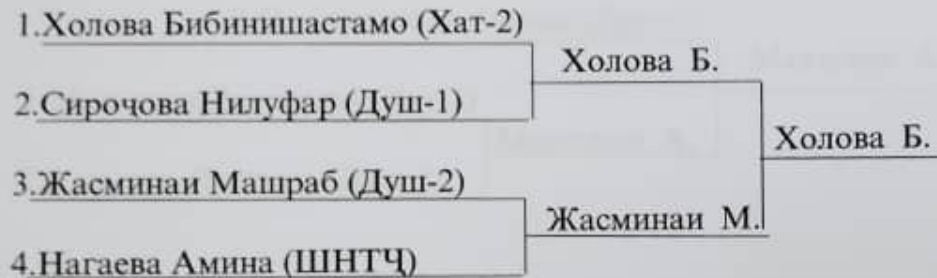 1.Холова Бибинишастамо (Хат-2)
Холова Б.
2.Сироҷова Нилуфар (Душ-1)
Холова Б.
3.Жасминаи Машраб (Душ-2)
Жасминаи М.
4.Нагаева Амина (ШНТҶ)